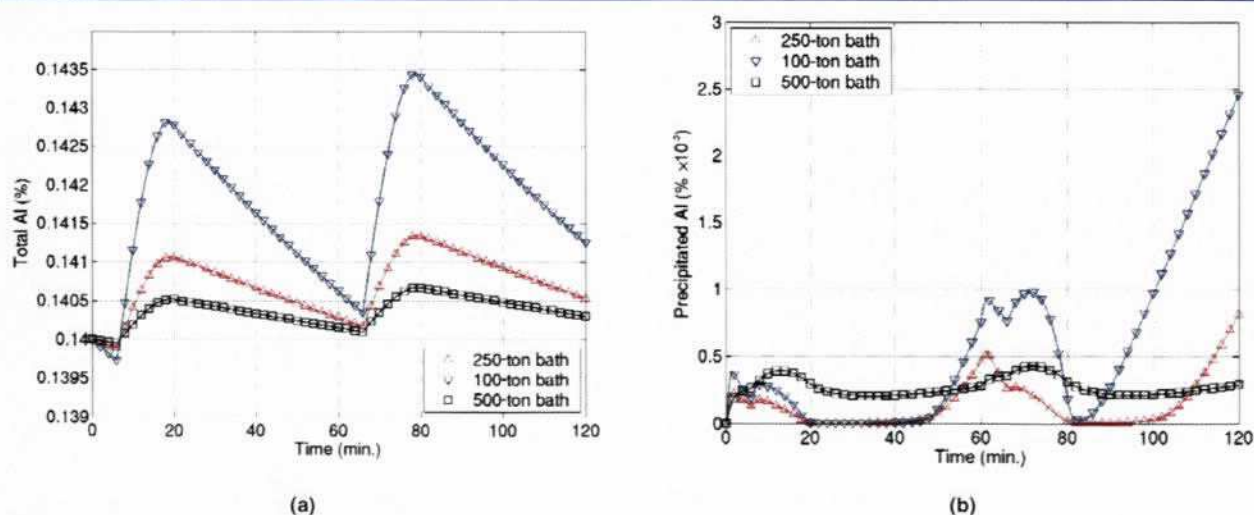 0.1435
0.143
0.1425
0.142
0.1415
0.141
0.1405
0.14
0.1395
0.139
Total Al (%)
0 20 40 60 80 100 120
Time (min.)
250-ton bath
100-ton bath
500-ton bath
(a)
3
2.5
2
1.5
1
0.5
0
Precipitated Al (% ×10⁻³)
0 20 40 60 80 100 120
Time (min.)
250-ton bath
100-ton bath
500-ton bath
(b)